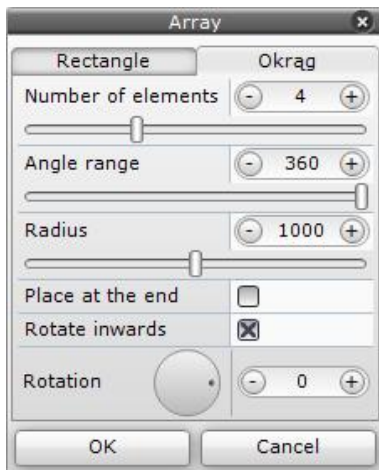 Array
Rectangle Okrąg
Number of elements - 4 +
Angle range - 360 +
Radius - 1000 +
Place at the end
Rotate inwards
Rotation - 0 +
OK Cancel